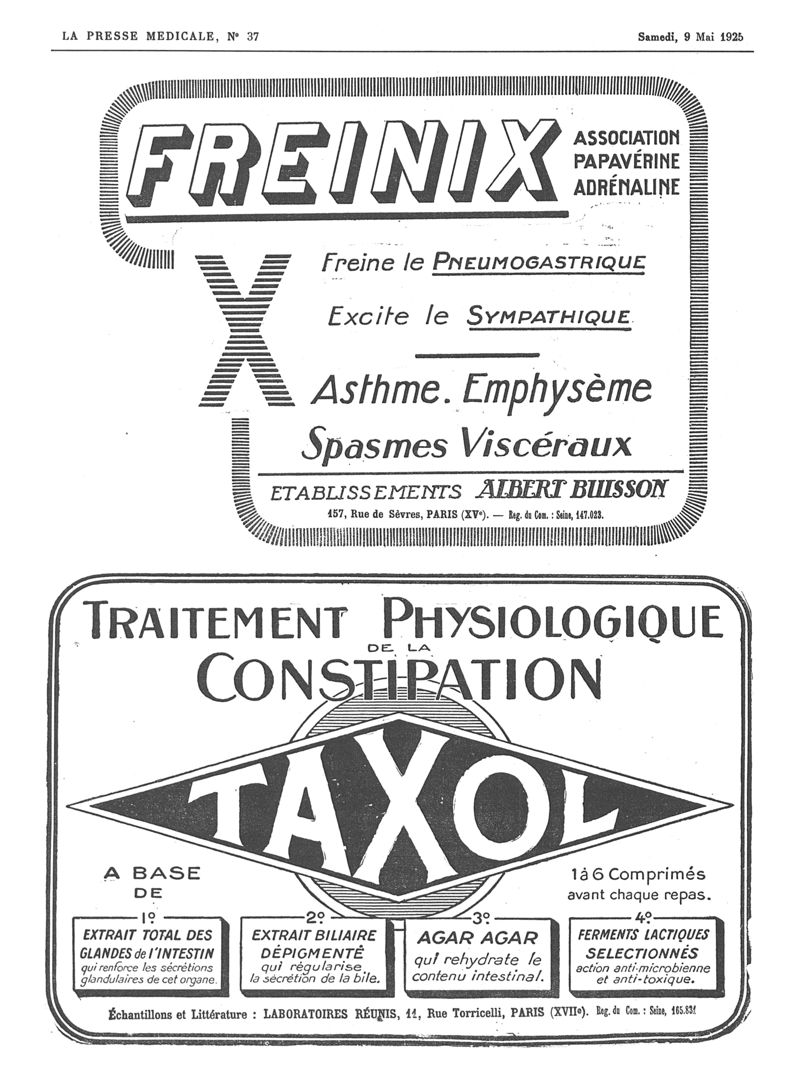 LA PRESSE MEDICALE, Nº 37
Samedi, 9 Mai 1925
FREINIX
ASSOCIATION
PAPAVÉRINE
ADRÉNALINE
X
Freine le PNEUMOGASTRIQUE
Excite le SYMPATHIQUE.
Asthme. Emphysème
Spasmes Viscéraux
ETABLISSEMENTS ALBERT BUISSON
157, Rue de Sèvres, PARIS (XVe). — Reg. du Com. : Seine, 147.023.
TRAITEMENT PHYSIOLOGIQUE
DE LA
CONSTIPATION
TAXOL
A BASE
DE
1 à 6 Comprimés
avant chaque repas.
1º
EXTRAIT TOTAL DES
GLANDES de l'INTESTIN
qui renforce les sécrétions
glandulaires de cet organe.
2º
EXTRAIT BILIAIRE
DÉPIGMENTÉ
qui régularise
la sécrétion de la bile.
3º
AGAR AGAR
qui rehydrate le
contenu intestinal.
4º
FERMENTS LACTIQUES
SELECTIONNÉS
action anti-microbienne
et anti-toxique.
Échantillons et Littérature : LABORATOIRES RÉUNIS, 11, Rue Torricelli, PARIS (XVIIe). Reg. du Com. : Seine, 165.831